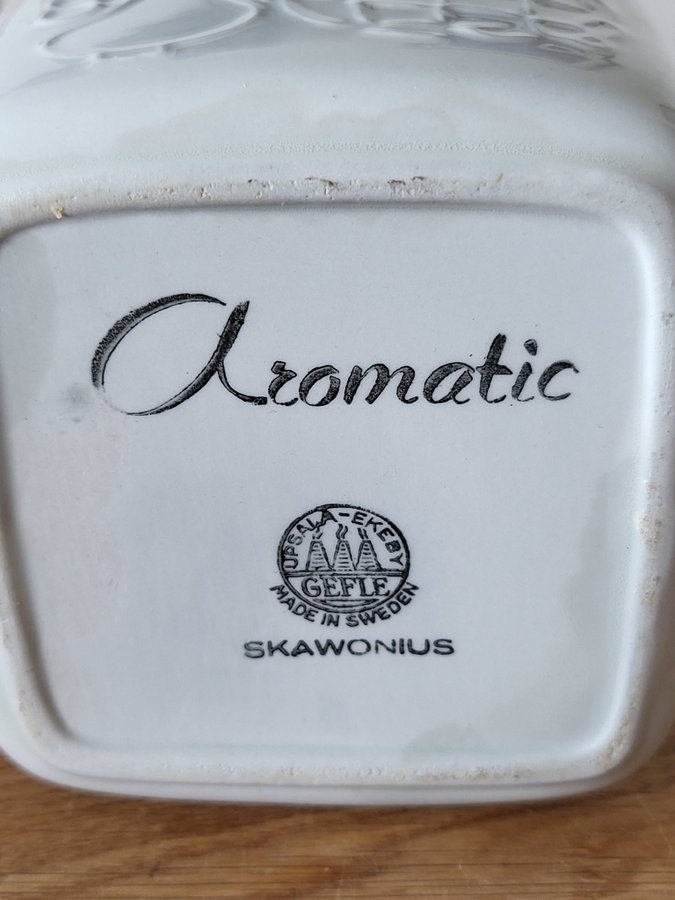 Aromatic
UPSALA-EKEBY
GEFLE
MADE IN SWEDEN
SKAWONIUS